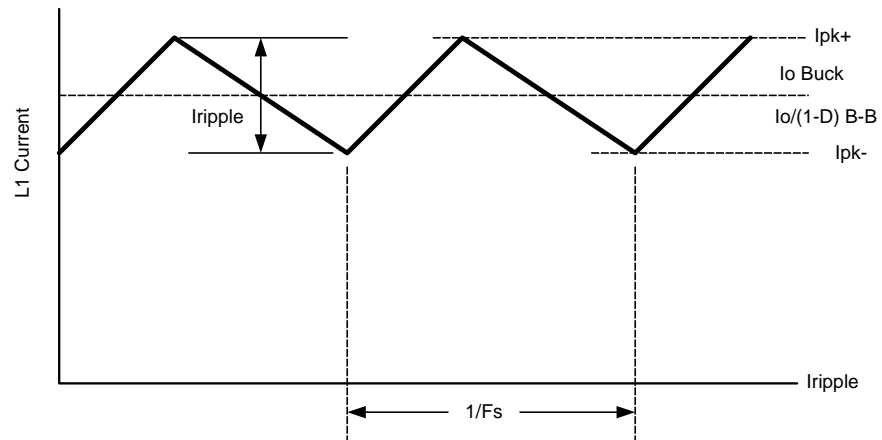 Ipk+
Io Buck
Iripple
Io/(1-D) B-B
Ipk-
L1 Current
Iripple
1/Fs